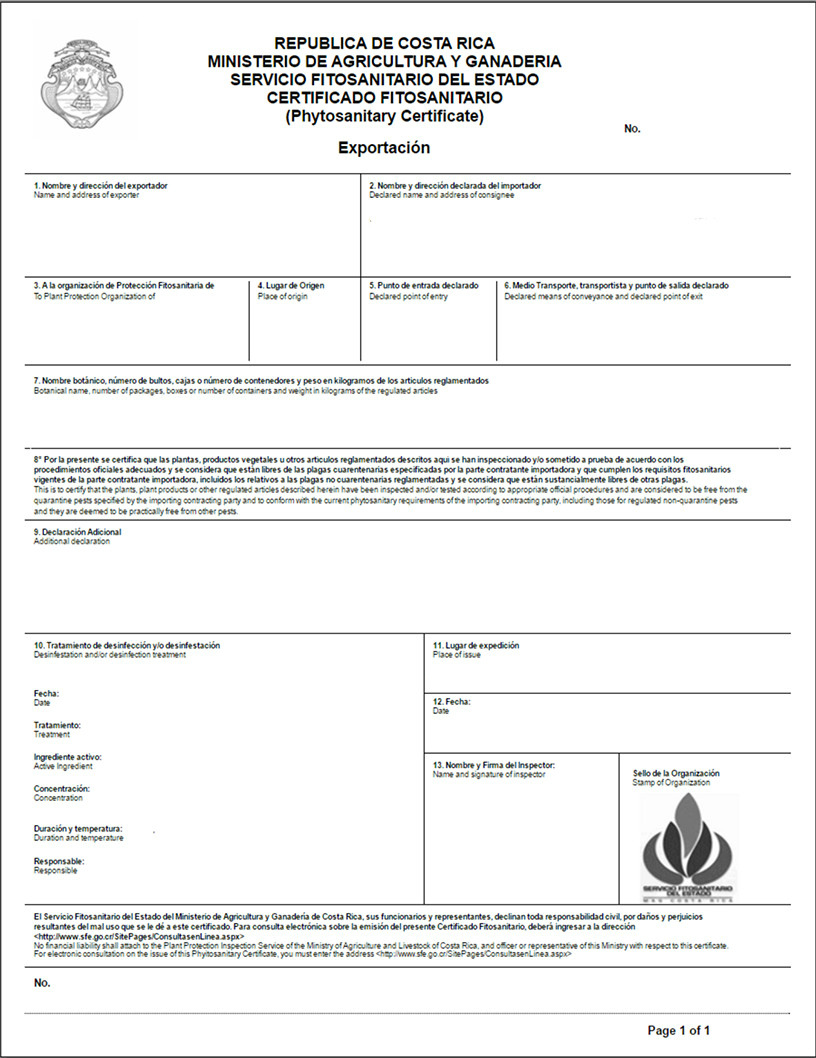 REPUBLICA DE COSTA RICA
MINISTERIO DE AGRICULTURA Y GANADERIA
SERVICIO FITOSANITARIO DEL ESTADO
CERTIFICADO FITOSANITARIO
(Phytosanitary Certificate)
No.
Exportación
1. Nombre y dirección del exportador
Name and address of exporter
2. Nombre y dirección declarada del importador
Declared name and address of consignee
3. A la organización de Protección Fitosanitaria de
To Plant Protection Organization of
4. Lugar de Origen
Place of origin
5. Punto de entrada declarado
Declared point of entry
6. Medio Transporte, transportista y punto de salida declarado
Declared means of conveyance and declared point of exit
7. Nombre botánico, número de bultos, cajas o número de contenedores y peso en kilogramos de los articulos reglamentados
Botanical name, number of packages, boxes or number of containers and weight in kilograms of the regulated articles
8° Por la presente se certifica que las plantas, productos vegetales u otros articulos reglamentados descritos aqui se han inspeccionado y/o sometido a prueba de acuerdo con los
procedimientos oficiales adecuados y se considera que están libres de las plagas cuarentenarias especificadas por la parte contratante importadora y que cumplen los requisitos fitosanitarios
vigentes de la parte contratante importadora, incluidos los relativos a las plagas no cuarentenarias reglamentadas y se considera que están sustancialmente libres de otras plagas.
This is to certify that the plants, plant products or other regulated articles described herein have been inspected and/or tested according to appropriate official procedures and are considered to be free from the
quarantine pests specified by the importing contracting party and to conform with the current phytosanitary requirements of the importing contracting party, including those for regulated non-quarantine pests
and they are deemed to be practically free from other pests.
9. Declaración Adicional
Additional declaration
10. Tratamiento de desinfección y/o desinfestación
Desinfestation and/or desinfection treatment
Fecha:
Date
Tratamiento:
Treatment
Ingrediente activo:
Active Ingredient
Concentración:
Concentration
Duración y temperatura:
Duration and temperature
Responsable:
Responsible
11. Lugar de expedición
Place of issue
12. Fecha:
Date
13. Nombre y Firma del Inspector:
Name and signature of inspector
Sello de la Organización
Stamp of Organization
SERVICIO FITOSANITARIO
DEL ESTADO
MAG COSTA RICA
El Servicio Fitosanitario del Estado del Ministerio de Agricultura y Ganadería de Costa Rica, sus funcionarios y representantes, declinan toda responsabilidad civil, por daños y perjuicios
resultantes del mal uso que se le dé a este certificado. Para consulta electrónica sobre la emisión del presente Certificado Fitosanitario, deberá ingresar a la dirección
<http://www.sfe.go.cr/SitePages/ConsultasenLinea.aspx>
No financial liability shall attach to the Plant Protection Inspection Service of the Ministry of Agriculture and Livestock of Costa Rica, and officer or representative of this Ministry with respect to this certificate.
For electronic consultation on the issue of this Phyitosanitary Certificate, you must enter the address <http://www.sfe.go.cr/SitePages/ConsultasenLinea.aspx>
No.
Page 1 of 1